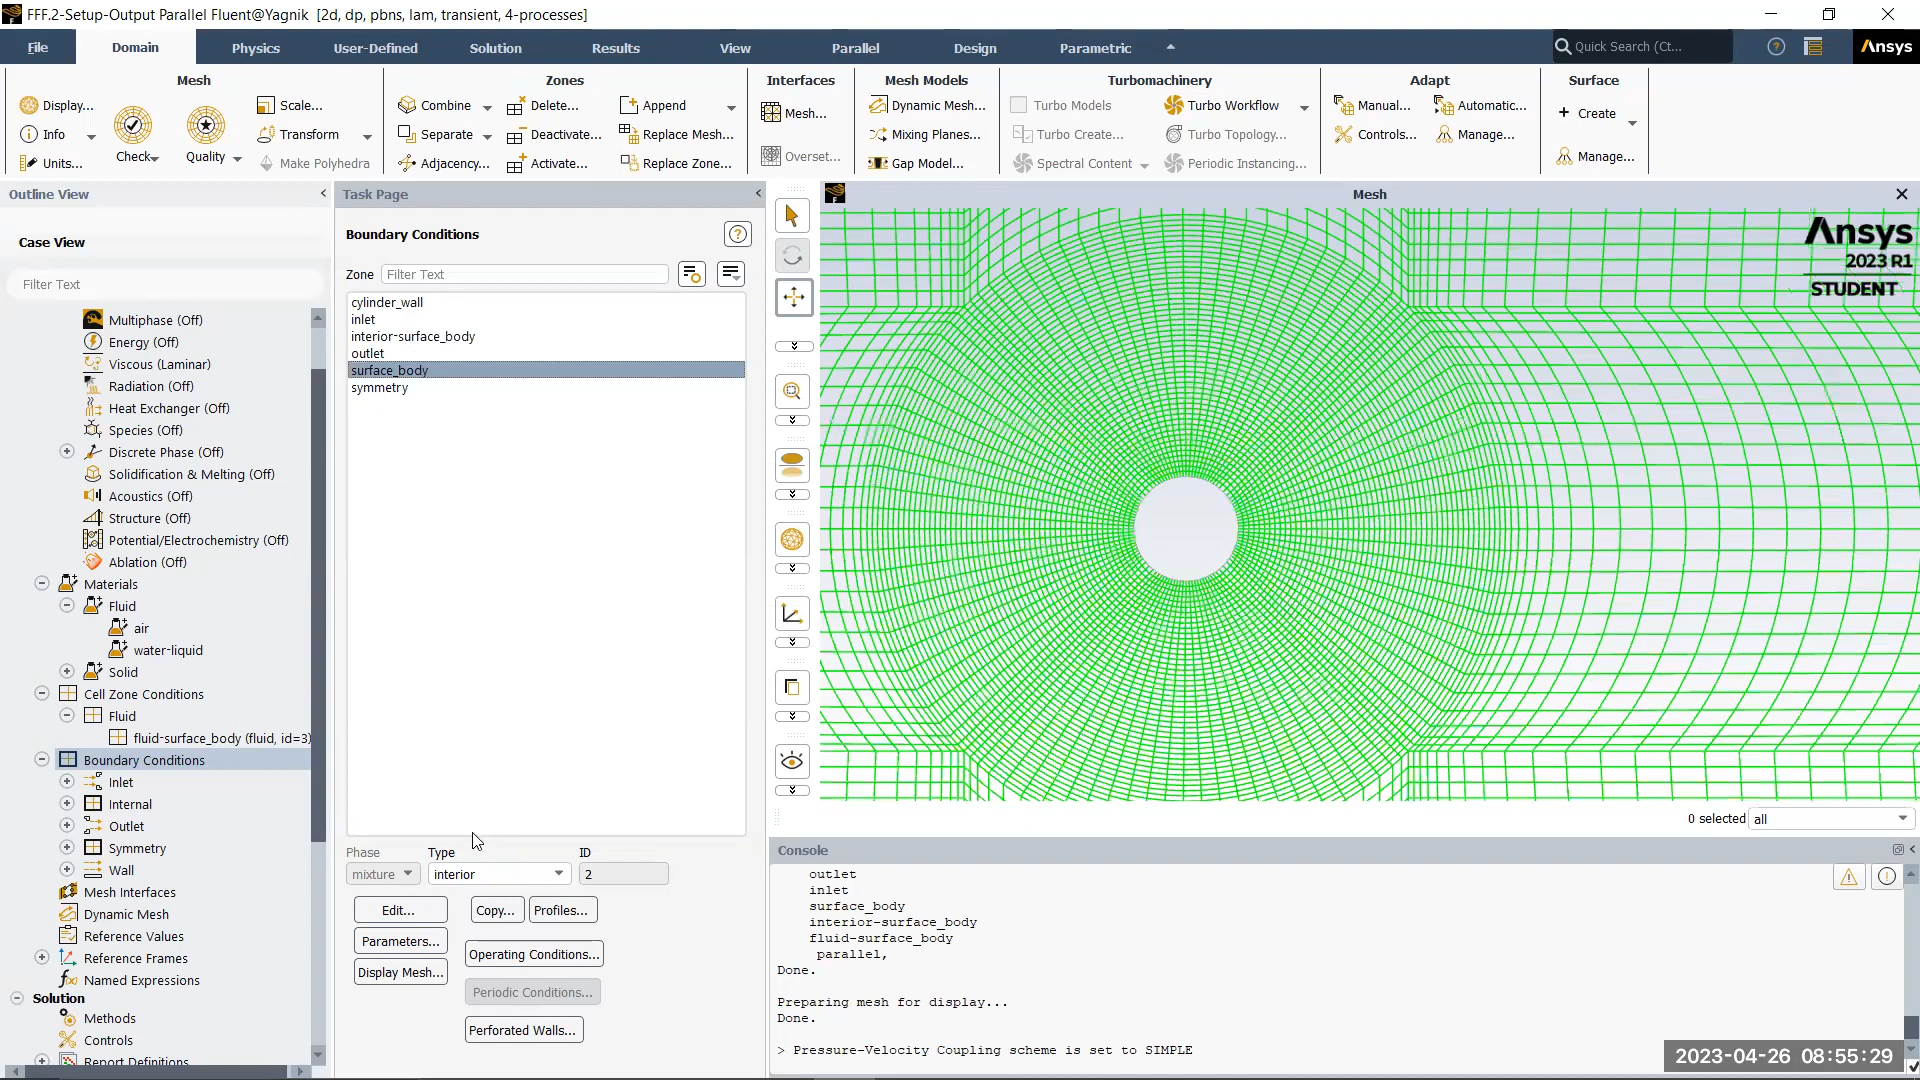 FFF.2-Setup-Output Parallel Fluent@Yagnik [2d, dp, pbns, lam, transient, 4-processes]
File
Domain
Physics
User-Defined
Solution
Results
View
Parallel
Design
Parametric
Quick Search (Ct...
Ansys
Mesh
Display...
Info
Units...
Check
Quality
Scale...
Transform
Make Polyhedra
Zones
Combine
Separate
Adjacency...
Delete...
Deactivate...
Activate...
Append
Replace Mesh...
Replace Zone...
Interfaces
Mesh...
Overset...
Mesh Models
Dynamic Mesh...
Mixing Planes...
Gap Model...
Turbomachinery
Turbo Models
Turbo Create...
Spectral Content
Turbo Workflow
Turbo Topology...
Periodic Instancing...
Adapt
Manual...
Controls...
Automatic...
Manage...
Surface
Create
Manage...
Outline View
Case View
Filter Text
Multiphase (Off)
Energy (Off)
Viscous (Laminar)
Radiation (Off)
Heat Exchanger (Off)
Species (Off)
Discrete Phase (Off)
Solidification & Melting (Off)
Acoustics (Off)
Structure (Off)
Potential/Electrochemistry (Off)
Ablation (Off)
Materials
Fluid
air
water-liquid
Solid
Cell Zone Conditions
Fluid
fluid-surface_body (fluid, id=3)
Boundary Conditions
Inlet
Internal
Outlet
Symmetry
Wall
Mesh Interfaces
Dynamic Mesh
Reference Values
Reference Frames
Named Expressions
Solution
Methods
Controls
Report Definitions
Task Page
Boundary Conditions
Zone
Filter Text
cylinder_wall
inlet
interior-surface_body
outlet
surface_body
symmetry
Phase
Type
ID
mixture
interior
2
Edit...
Copy...
Profiles...
Parameters...
Operating Conditions...
Display Mesh...
Periodic Conditions...
Perforated Walls...
Mesh
Ansys
2023 R1
STUDENT
0 selected
all
Console
outlet
inlet
surface_body
interior-surface_body
fluid-surface_body
parallel,
Done.
Preparing mesh for display...
Done.
> Pressure-Velocity Coupling scheme is set to SIMPLE
2023-04-26 08:55:29